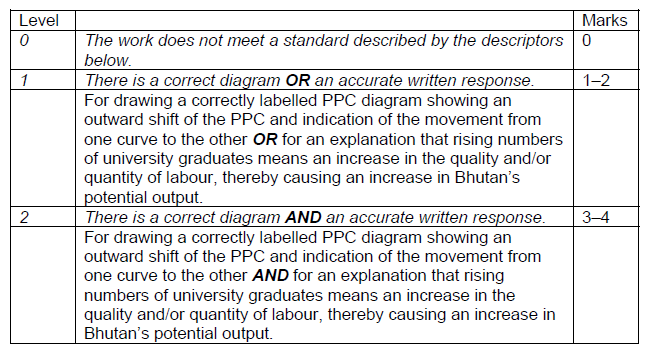 Level Marks
0 The work does not meet a standard described by the descriptors 0
below.
1 There is a correct diagram OR an accurate written response. 1–2
For drawing a correctly labelled PPC diagram showing an
outward shift of the PPC and indication of the movement from
one curve to the other OR for an explanation that rising numbers
of university graduates means an increase in the quality and/or
quantity of labour, thereby causing an increase in Bhutan’s
potential output.
2 There is a correct diagram AND an accurate written response. 3–4
For drawing a correctly labelled PPC diagram showing an
outward shift of the PPC and indication of the movement from
one curve to the other AND for an explanation that rising
numbers of university graduates means an increase in the
quality and/or quantity of labour, thereby causing an increase in
Bhutan’s potential output.